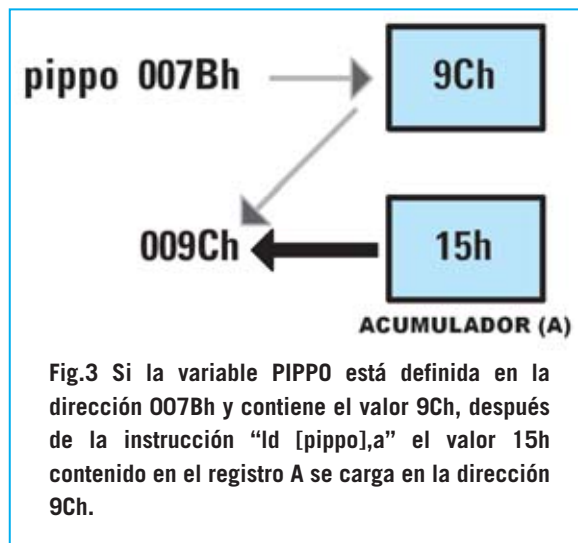 pippo 007Bh
9Ch
009Ch
15h
ACUMULADOR (A)
Fig.3 Si la variable PIPPO está definida en la
dirección 007Bh y contiene el valor 9Ch, después
de la instrucción “ld [pippo],a” el valor 15h
contenido en el registro A se carga en la dirección
9Ch.